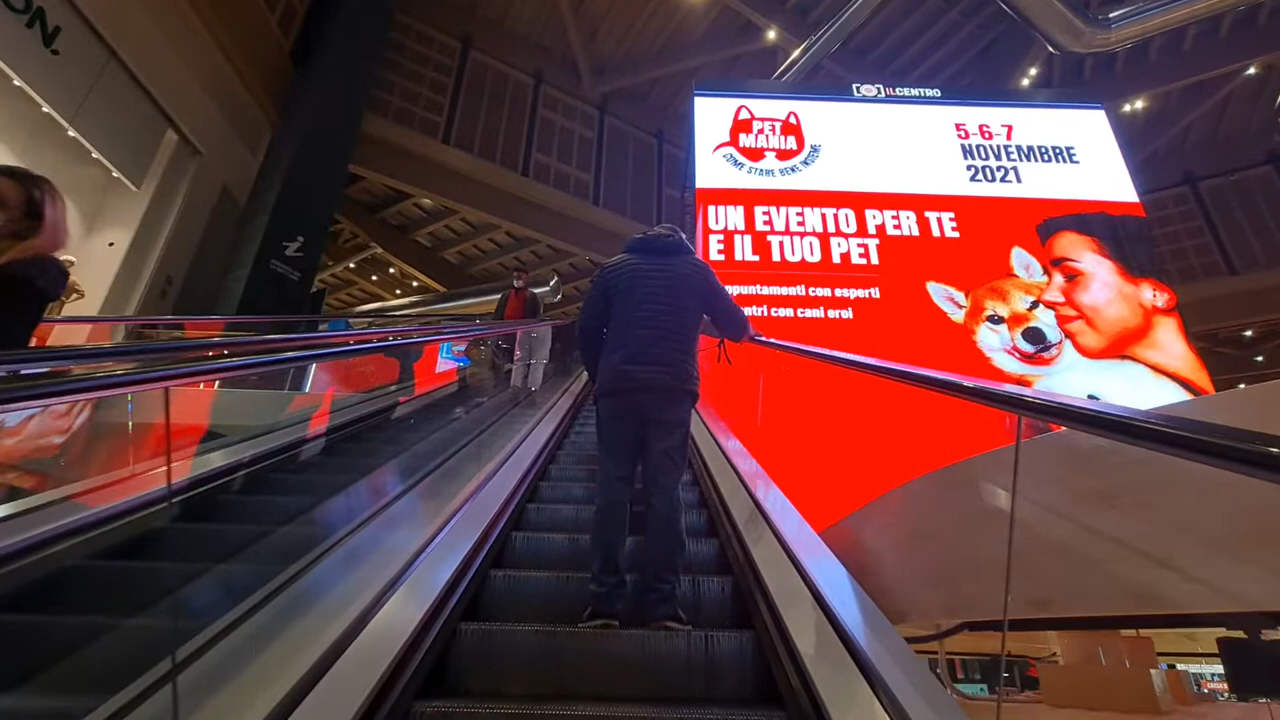 ON.
ILCENTRO
PET
MANIA
COME STARE BENE INSIEME
5-6-7
NOVEMBRE
2021
UN EVENTO PER TE
E IL TUO PET
ppuntamenti con esperti
ntri con cani eroi
i